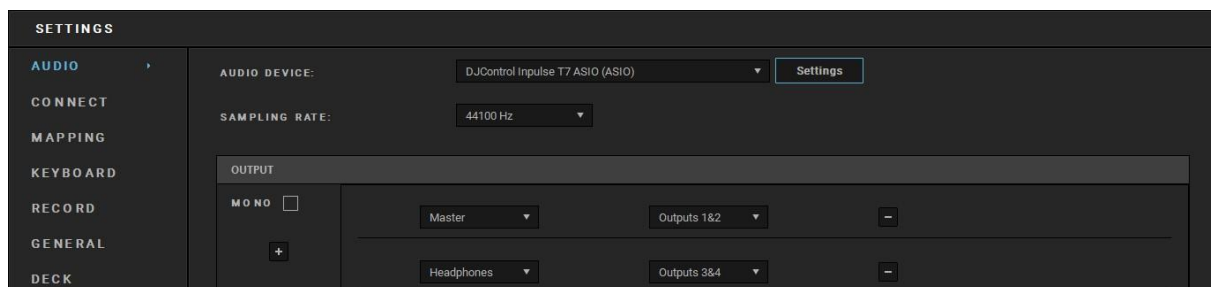 SETTINGS
AUDIO
CONNECT
MAPPING
KEYBOARD
RECORD
GENERAL
DECK
AUDIO DEVICE: DJControl Inpulse T7 ASIO (ASIO) Settings
SAMPLING RATE: 44100 Hz
OUTPUT
MONO
+
Master Outputs 1&2 −
Headphones Outputs 3&4 −